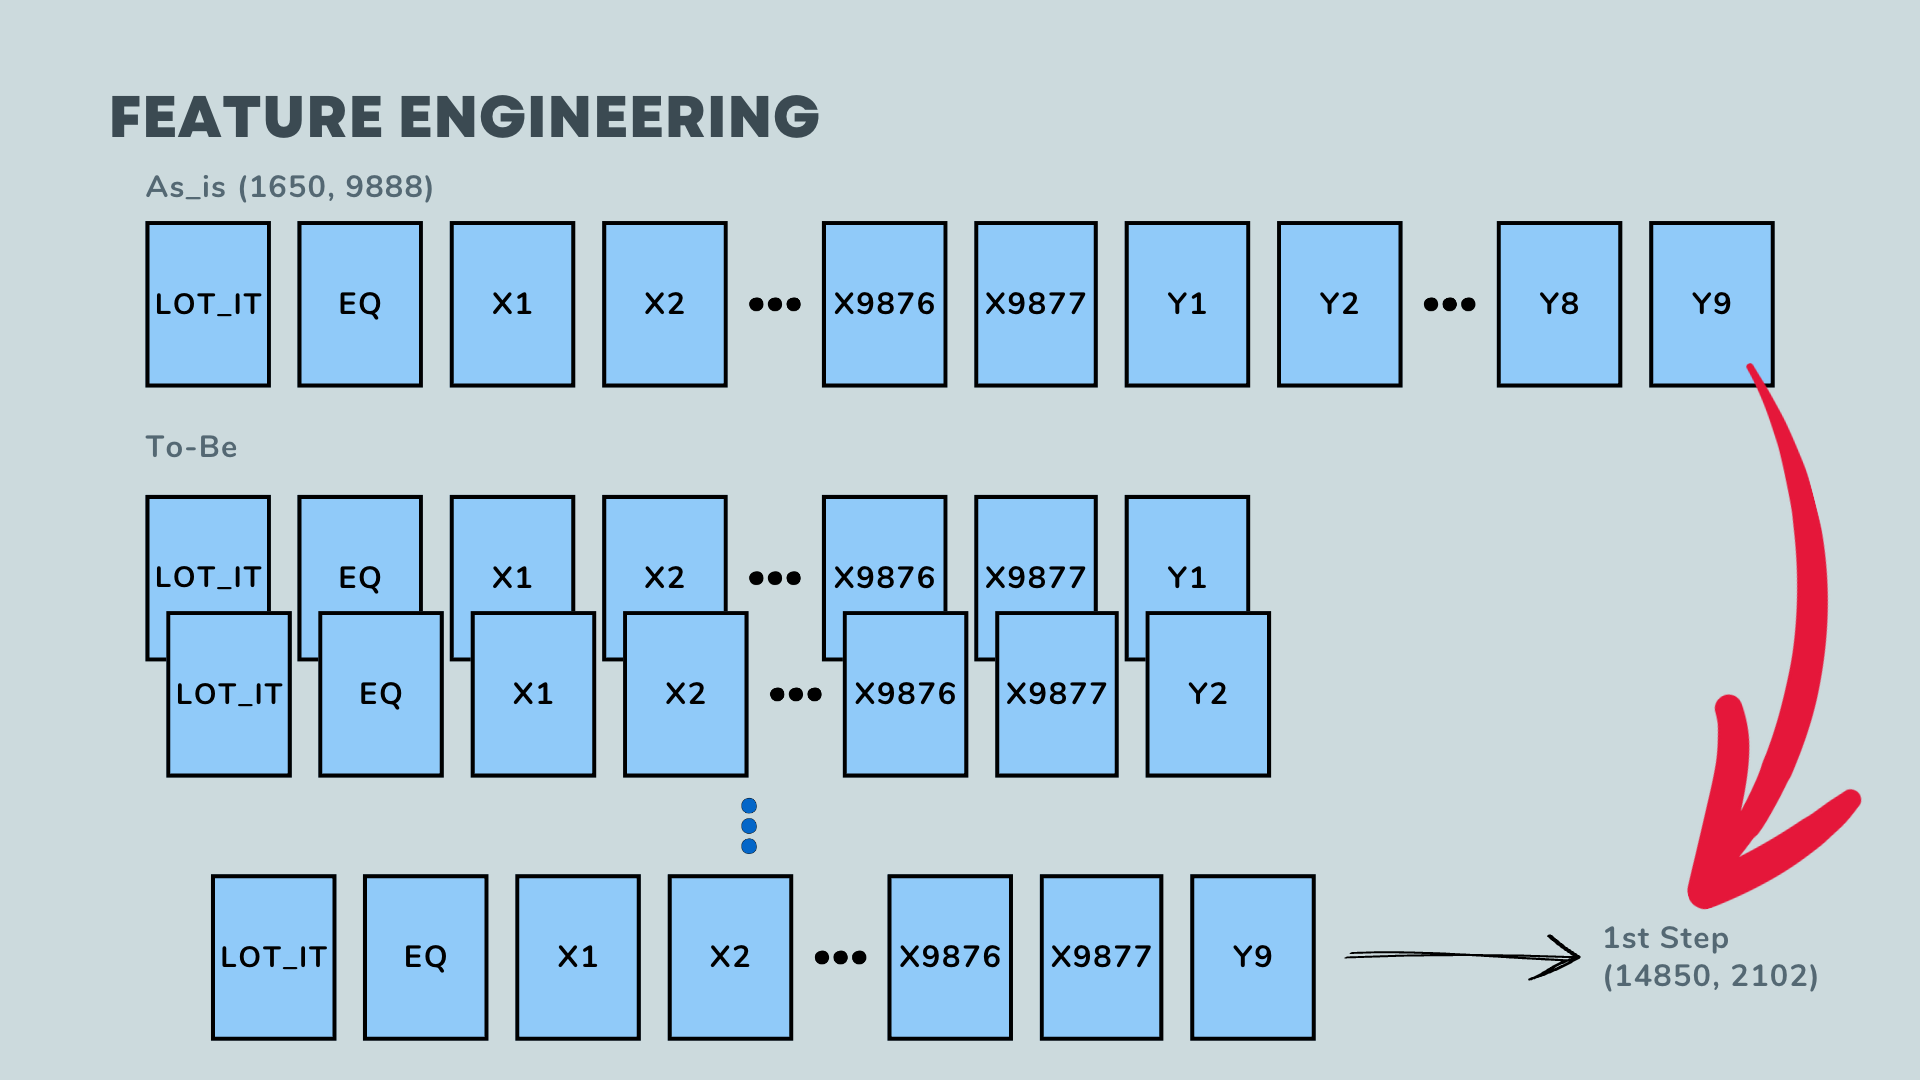 FEATURE ENGINEERING
As_is (1650, 9888)
LOT_IT EQ X1 X2 ••• X9876 X9877 Y1 Y2 ••• Y8 Y9
To-Be
LOT_IT EQ X1 X2 ••• X9876 X9877 Y1
LOT_IT EQ X1 X2 ••• X9876 X9877 Y2
LOT_IT EQ X1 X2 ••• X9876 X9877 Y9
1st Step
(14850, 2102)